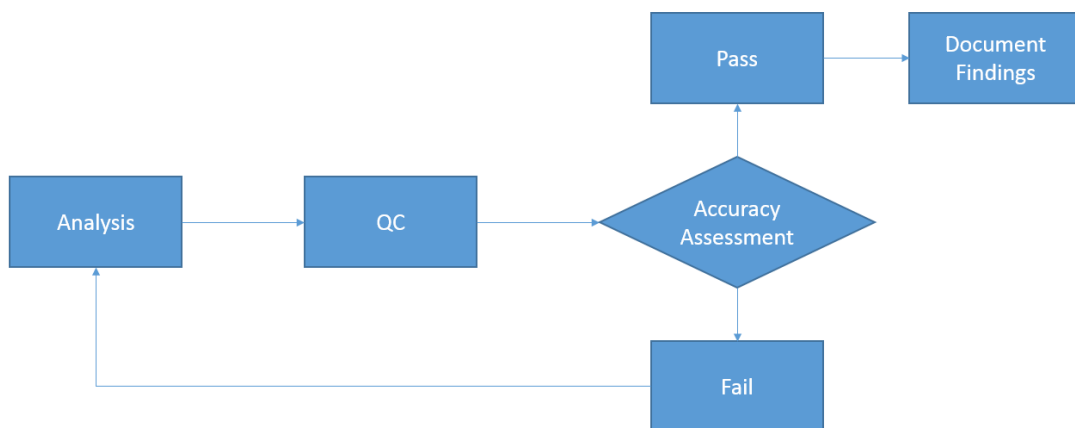 Pass
Document
Findings
Analysis
QC
Accuracy
Assessment
Fail